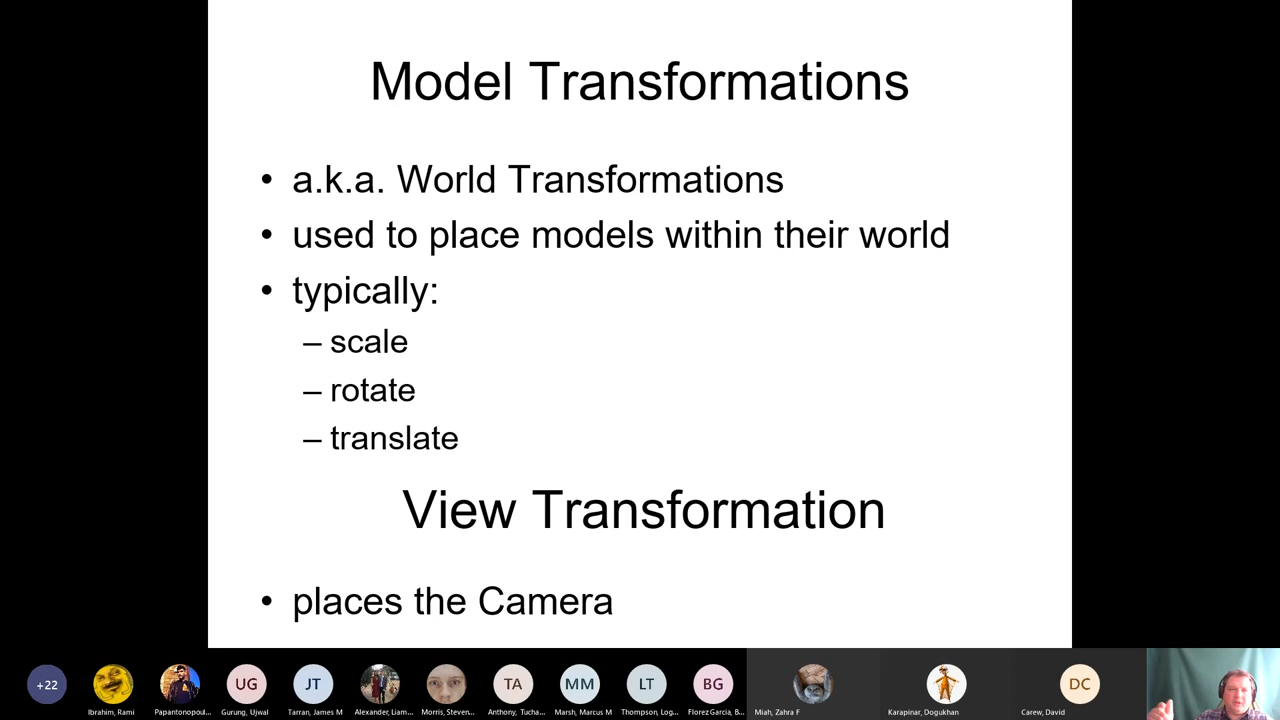 Model Transformations
• a.k.a. World Transformations
• used to place models within their world
• typically:
– scale
– rotate
– translate
View Transformation
• places the Camera
+22
UG
JT
TA
MM
LT
BG
DC
Ibrahim, Rami
Papantonopoul...
Gurung, Ujwal
Tarran, James M
Alexander, Liam...
Morris, Steven...
Anthony, Tucha...
Marsh, Marcus M
Thompson, Log...
Florez Garcia, B...
Miah, Zahra F
Karapinar, Dogukhan
Carew, David